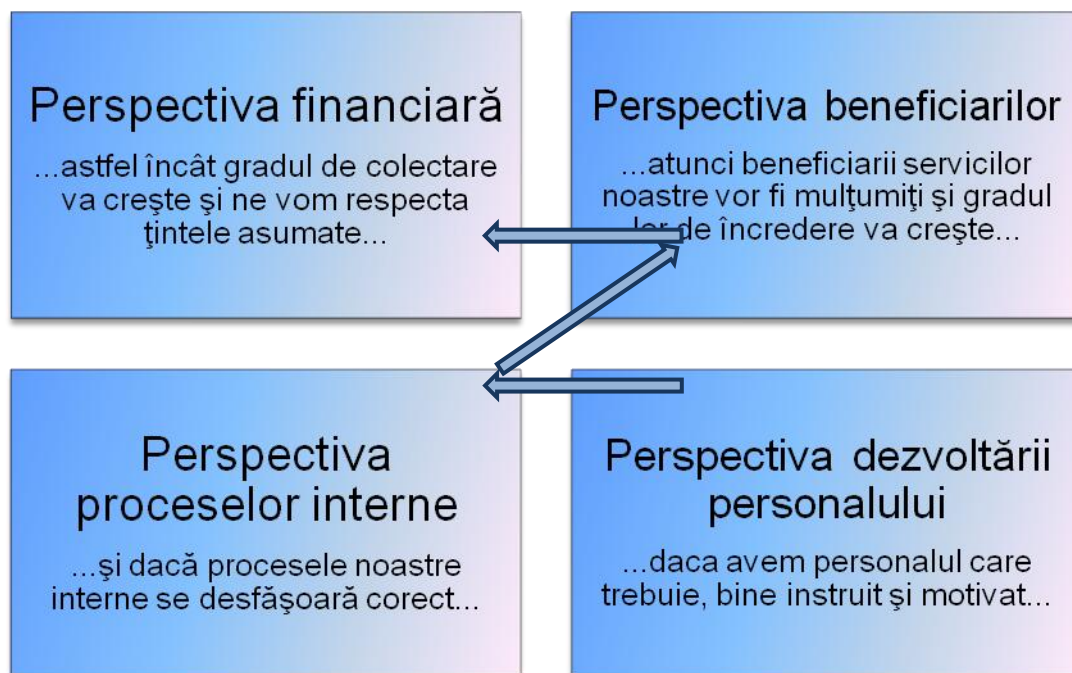 Perspectiva financiară
...astfel încât gradul de colectare
va creşte şi ne vom respecta
ţintele asumate...
Perspectiva beneficiarilor
...atunci beneficiarii servicilor
noastre vor fi mulţumiţi şi gradul
lor de încredere va creşte...
Perspectiva
proceselor interne
...şi dacă procesele noastre
interne se desfăşoară corect...
Perspectiva dezvoltării
personalului
...daca avem personalul care
trebuie, bine instruit şi motivat...